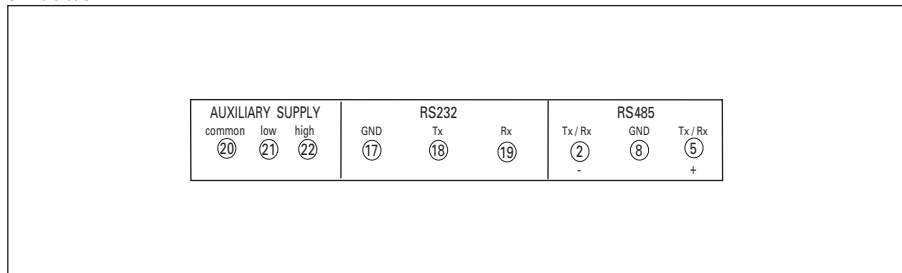 AUXILIARY SUPPLY RS232 RS485
common low high GND Tx Rx Tx / Rx GND Tx / Rx
20 21 22 17 18 19 2 8 5
- +